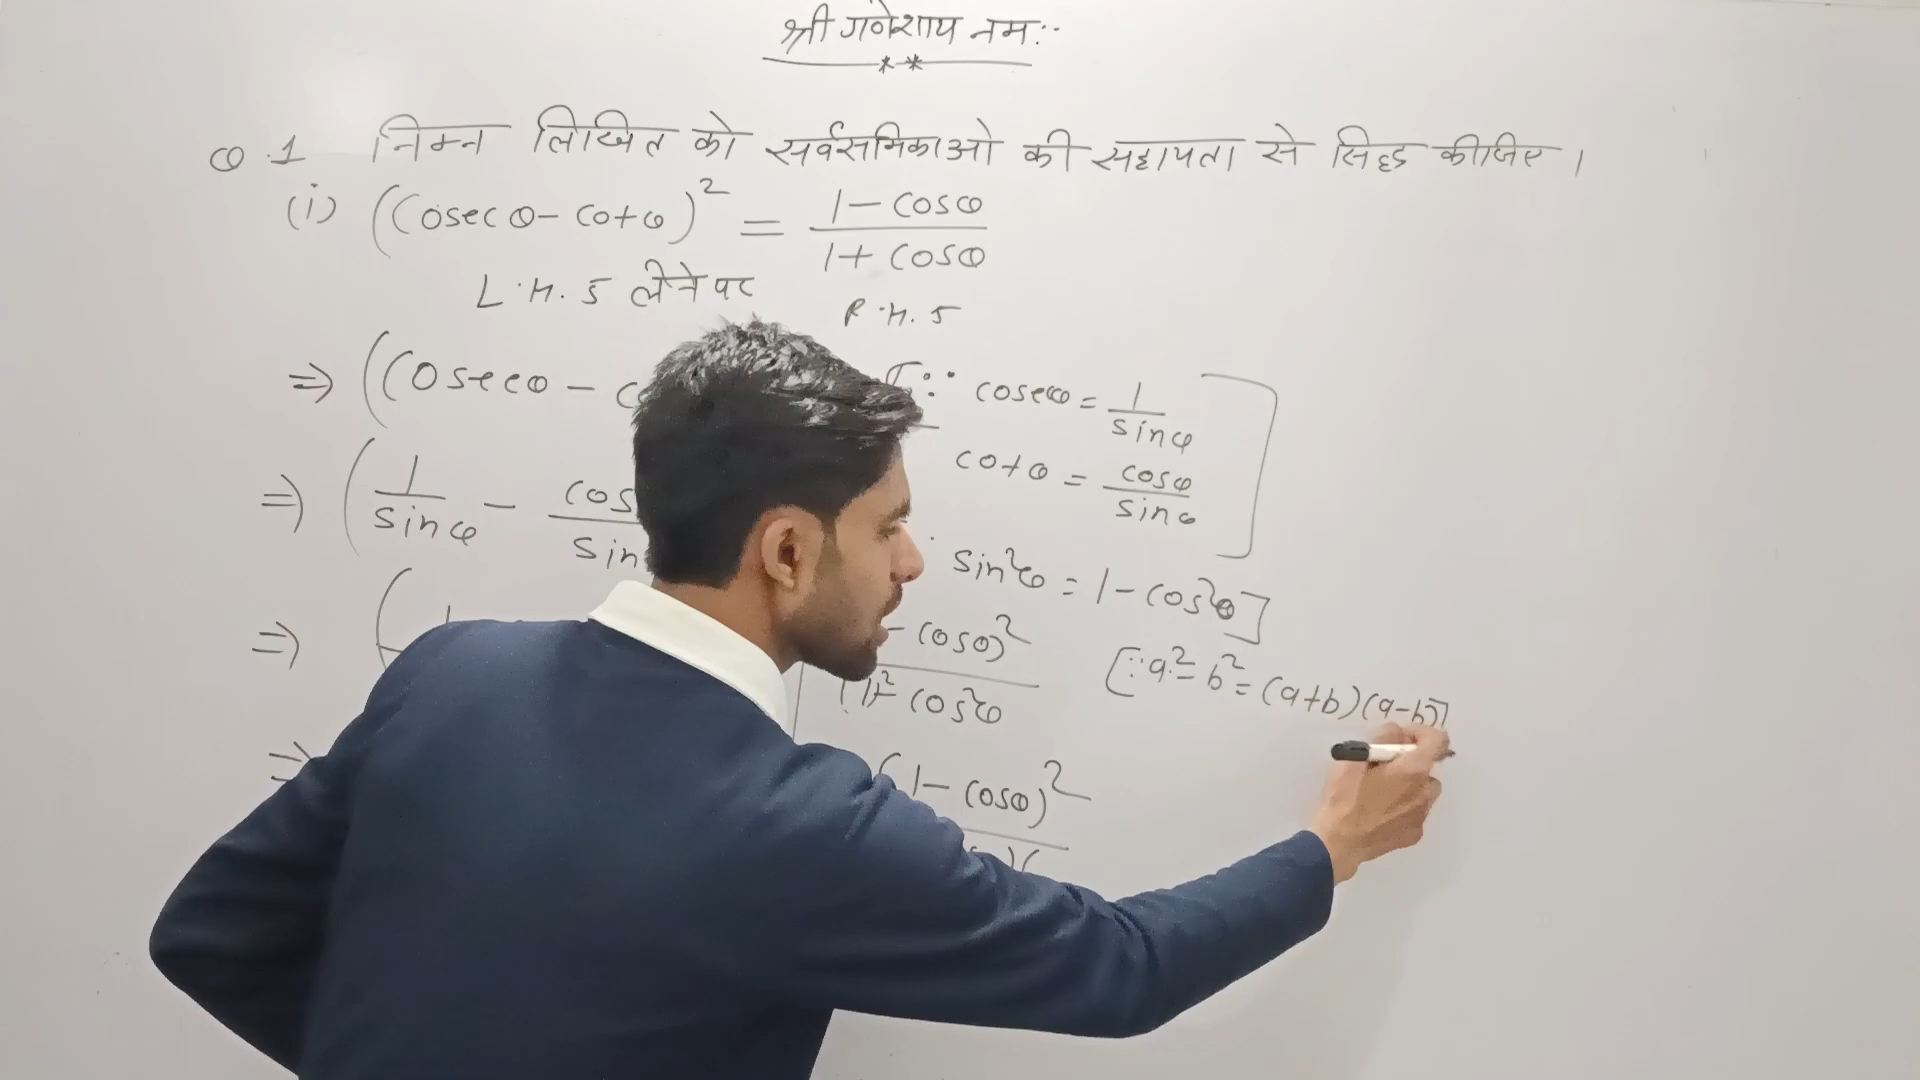 श्री गणेशाय नमः
**
Q.1 निम्न लिखित को सर्वसमिकाओ की सहायता से सिद्ध कीजिए।
(i) (Cosecθ - cotθ)² = 1-cosθ / 1+cosθ
L.H.S लेने पर
R.H.S
⇒ (Cosecθ -
[∵ cosecθ = 1/sinθ
cotθ = cosθ/sinθ ]
⇒ (1/sinθ - cos / sin
sin²θ = 1-cos²θ]
⇒ (
- cosθ)² / (1)²- cos²θ
[∵ a²-b² = (a+b)(a-b)]
⇒
(1-cosθ)²
)(